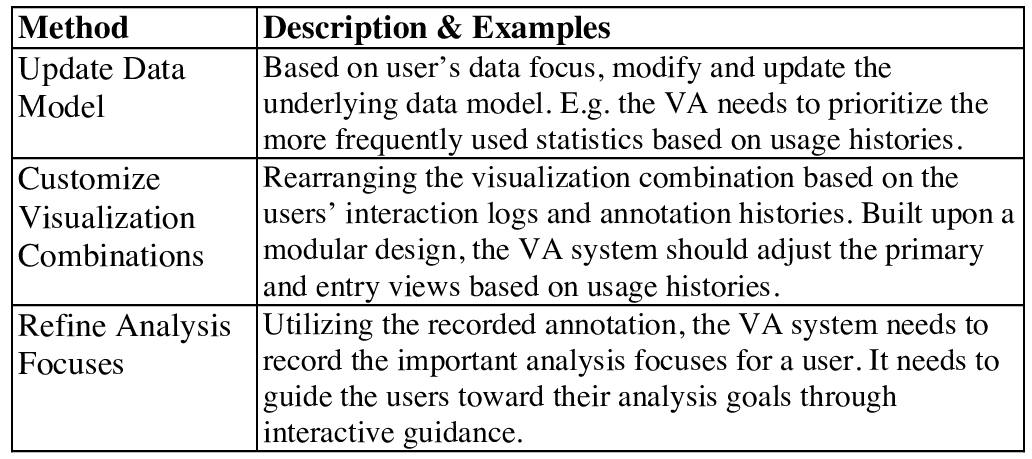 Method
Description & Examples
Update Data
Model
Based on user's data focus, modify and update the
underlying data model. E.g. the VA needs to prioritize the
more frequently used statistics based on usage histories.
Customize
Visualization
Combinations
Rearranging the visualization combination based on the
users' interaction logs and annotation histories. Built upon a
modular design, the VA system should adjust the primary
and entry views based on usage histories.
Refine Analysis
Focuses
Utilizing the recorded annotation, the VA system needs to
record the important analysis focuses for a user. It needs to
guide the users toward their analysis goals through
interactive guidance.